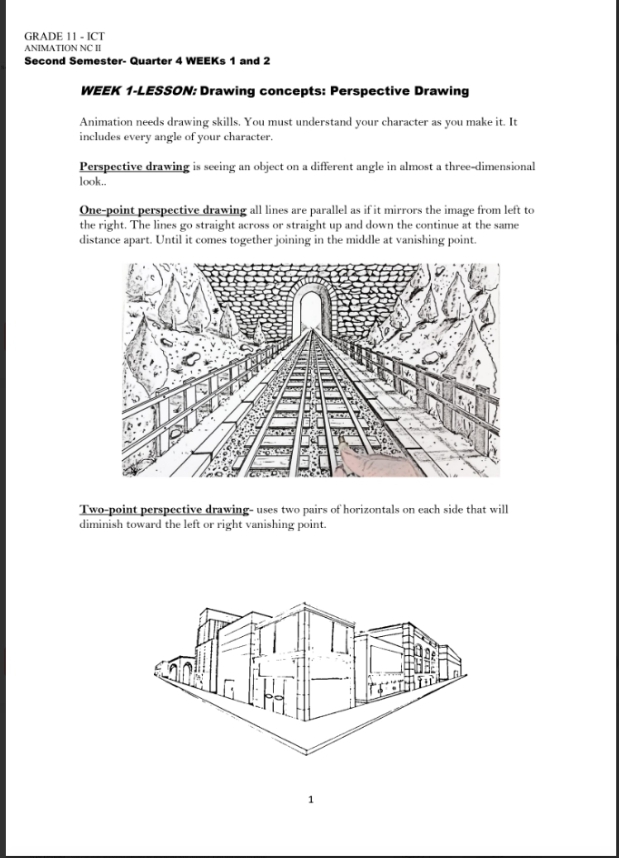 GRADE 11 - ICT
ANIMATION NC II
Second Semester- Quarter 4 WEEKs 1 and 2
WEEK 1-LESSON: Drawing concepts: Perspective Drawing
Animation needs drawing skills. You must understand your character as you make it. It
includes every angle of your character.
Perspective drawing is seeing an object on a different angle in almost a three-dimensional
look..
One-point perspective drawing all lines are parallel as if it mirrors the image from left to
the right. The lines go straight across or straight up and down the continue at the same
distance apart. Until it comes together joining in the middle at vanishing point.
Two-point perspective drawing- uses two pairs of horizontals on each side that will
diminish toward the left or right vanishing point.
1